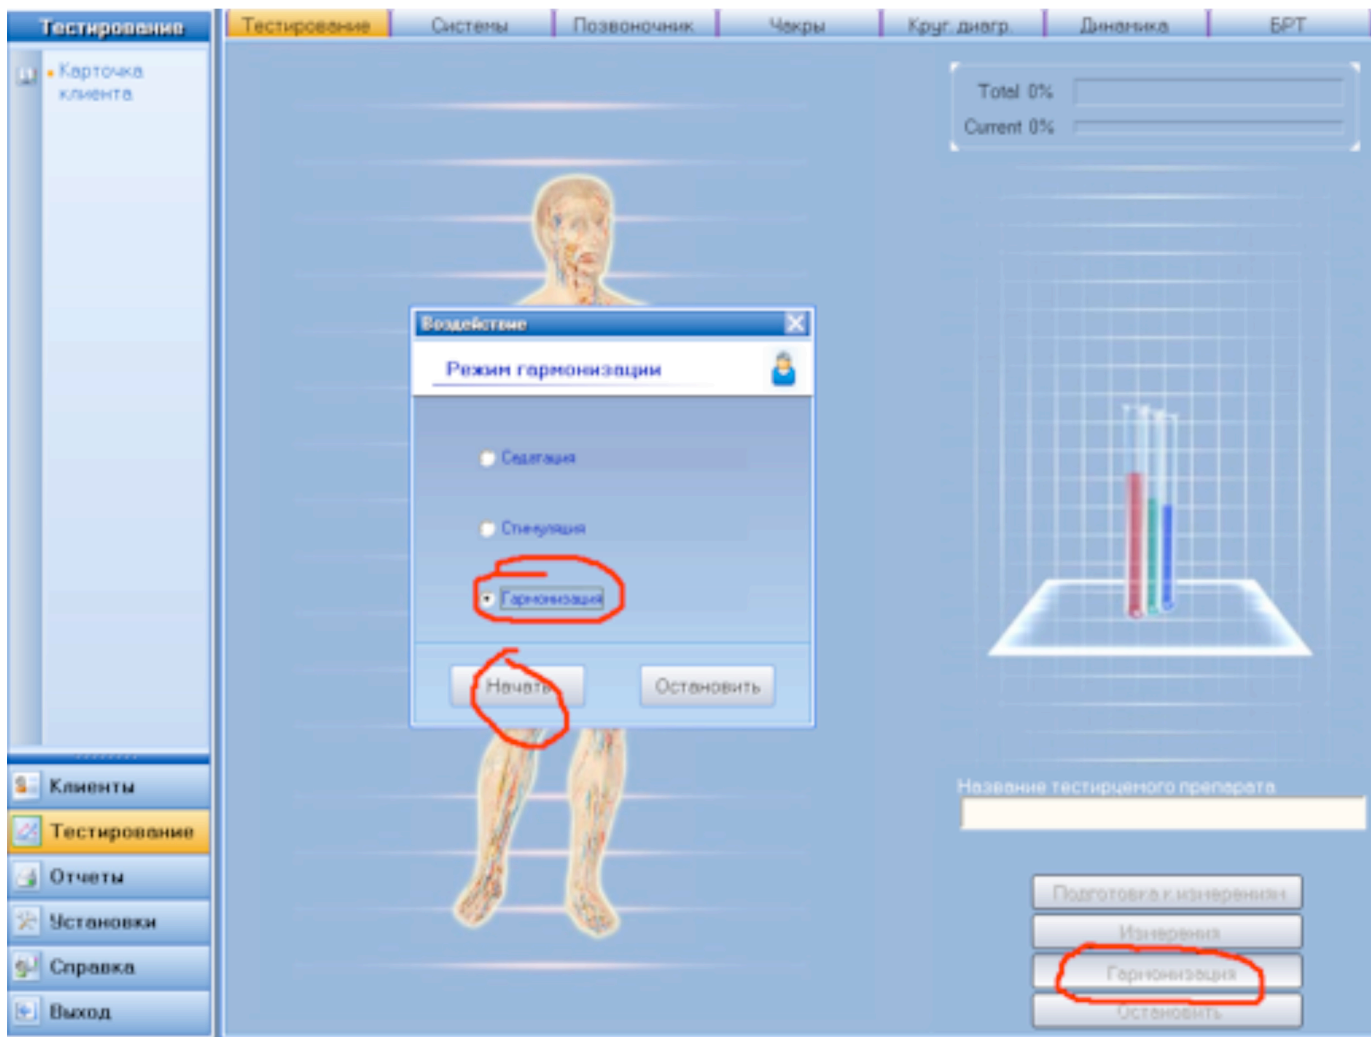 Тестирование
Тестирование
Системы
Позвоночник
Чакры
Круг. диагр.
Динамика
БРТ
Карточка
клиента
Total 0%
Current 0%
Воздействие
Режим гармонизации
Седатация
Стимуляция
Гармонизация
Начать
Остановить
Клиенты
Тестирование
Отчеты
Установки
Справка
Выход
Название тестируемого препарата
Подготовка к измерениям
Измерения
Гармонизация
Остановить